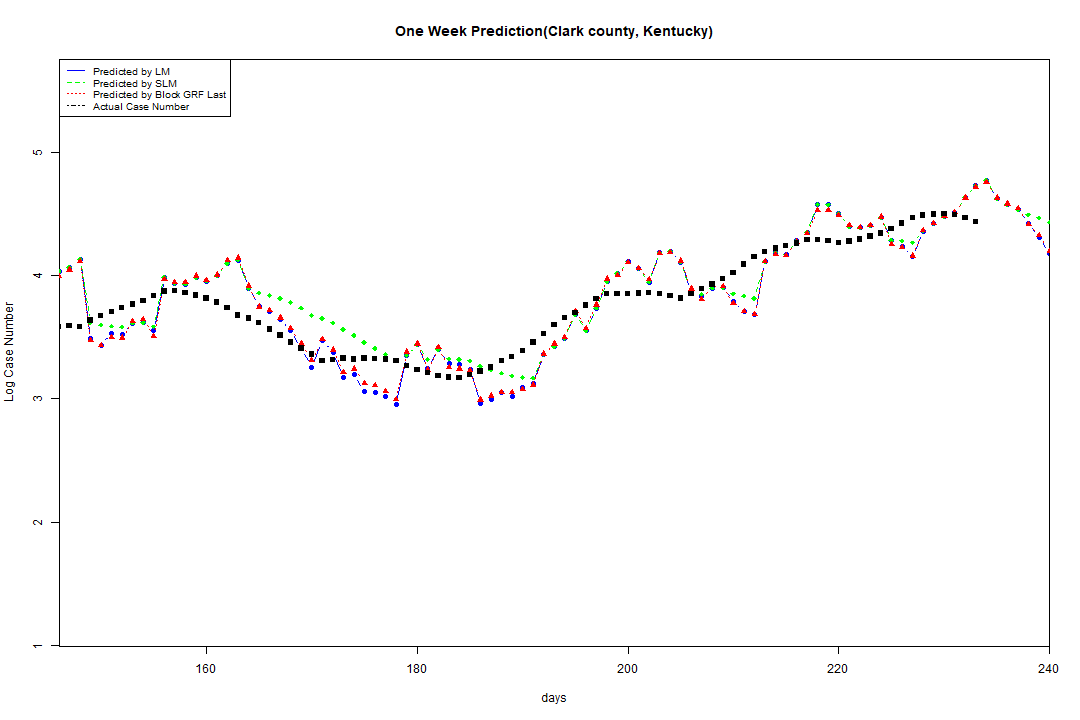 One Week Prediction(Clark county, Kentucky)
Predicted by LM
Predicted by SLM
Predicted by Block GRF Last
Actual Case Number
5
4
3
2
1
Log Case Number
160
180
200
220
240
days